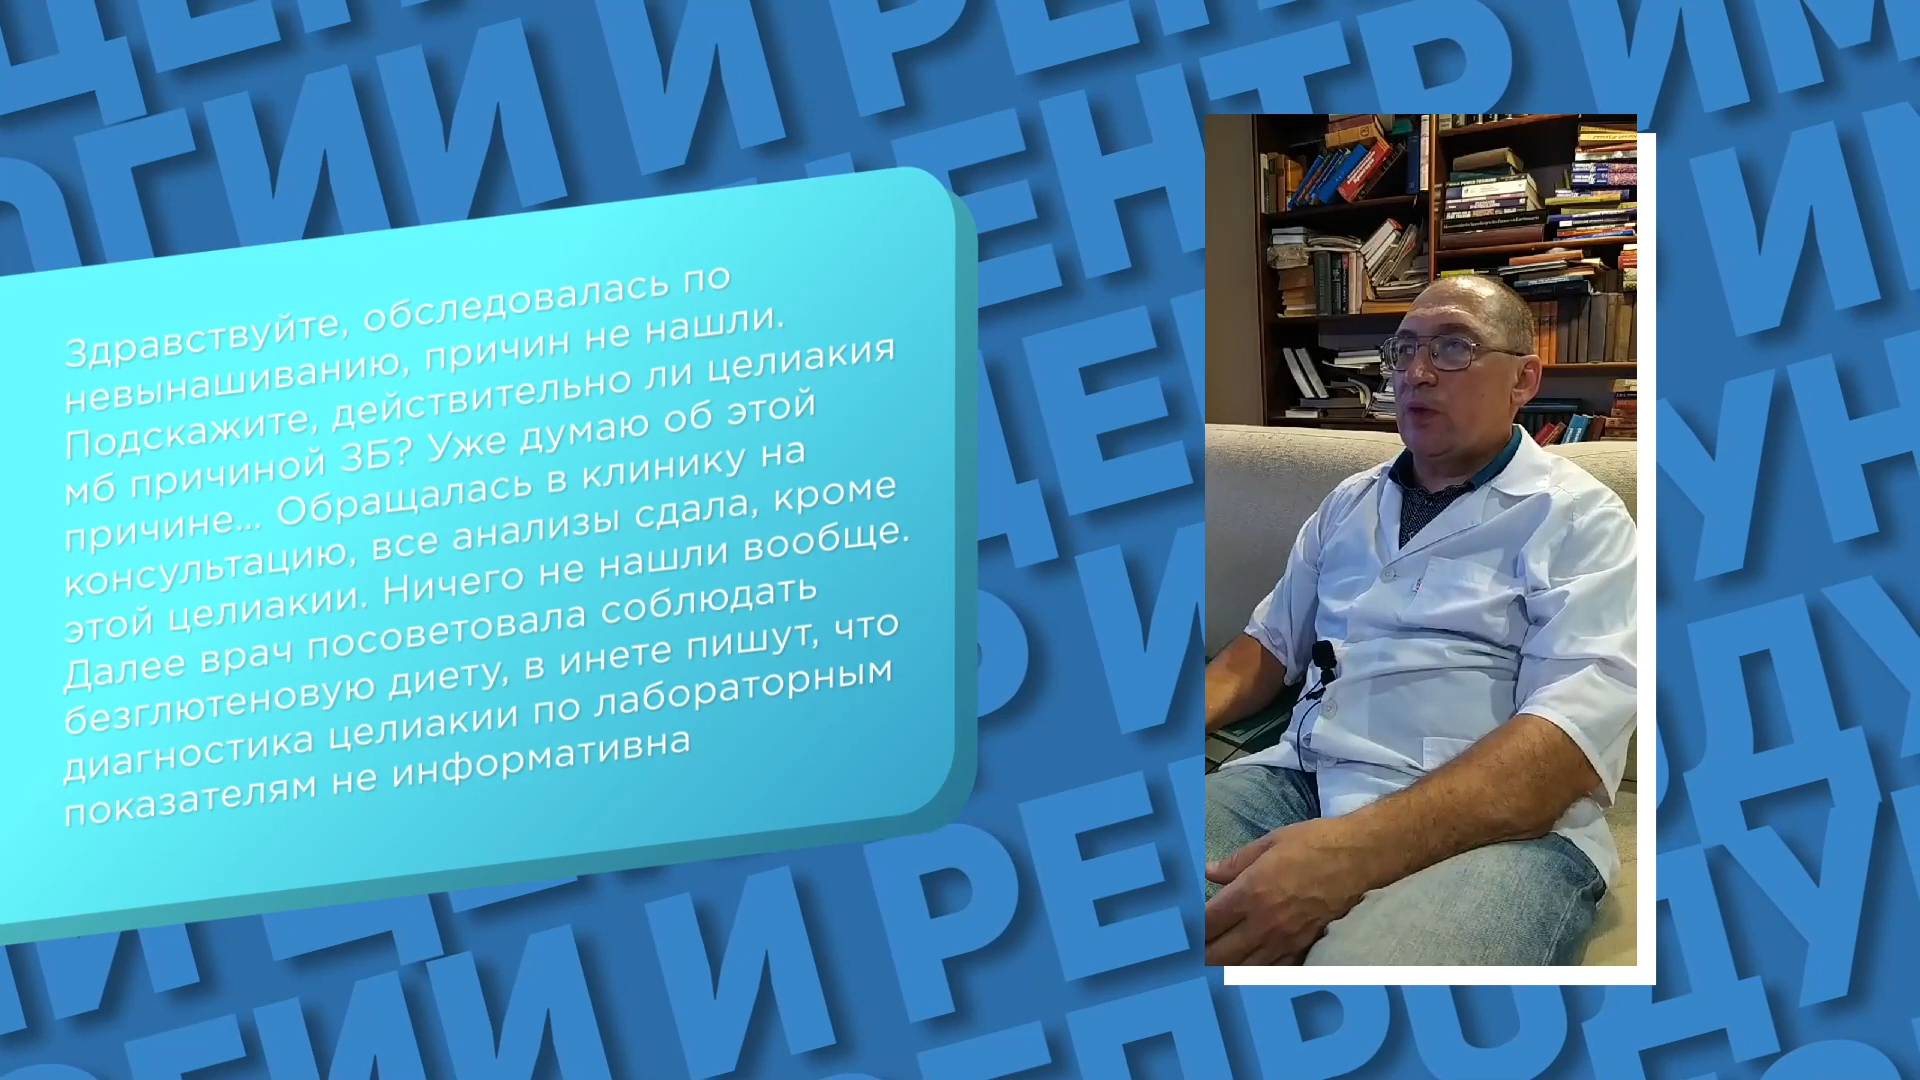 Здравствуйте, обследовалась по
невынашиванию, причин не нашли.
Подскажите, действительно ли целиакия
мб причиной ЗБ? Уже думаю об этой
причине... Обращалась в клинику на
консультацию, все анализы сдала, кроме
этой целиакии. Ничего не нашли вообще.
Далее врач посоветовала соблюдать
безглютеновую диету, в инете пишут, что
диагностика целиакии по лабораторным
показателям не информативна